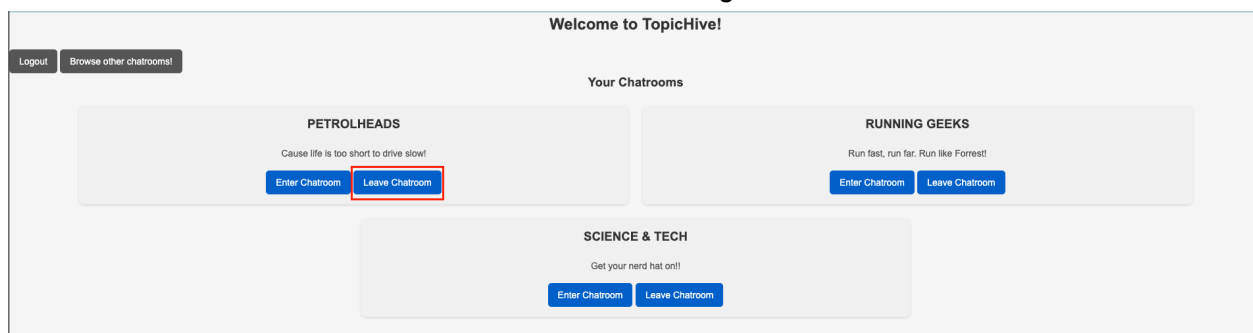 Welcome to TopicHive!
Logout Browse other chatrooms!
Your Chatrooms
PETROLHEADS
Cause life is too short to drive slow!
Enter Chatroom Leave Chatroom
RUNNING GEEKS
Run fast, run far. Run like Forrest!
Enter Chatroom Leave Chatroom
SCIENCE & TECH
Get your nerd hat on!!
Enter Chatroom Leave Chatroom